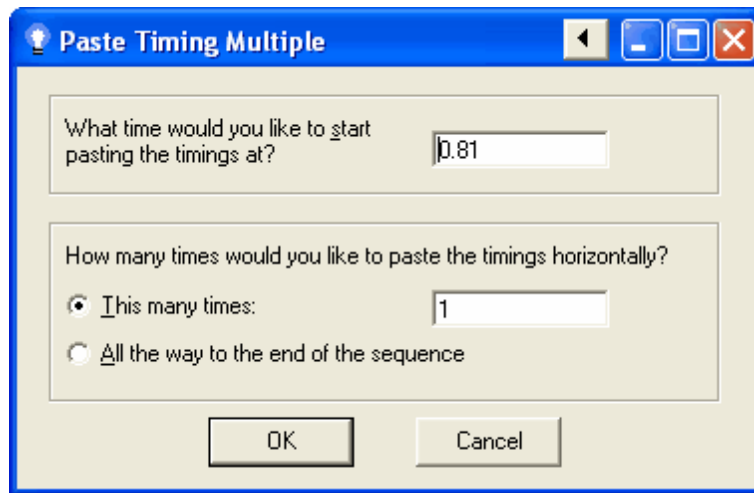 Paste Timing Multiple
What time would you like to start
pasting the timings at?
0.81
How many times would you like to paste the timings horizontally?
This many times:
1
All the way to the end of the sequence
OK
Cancel